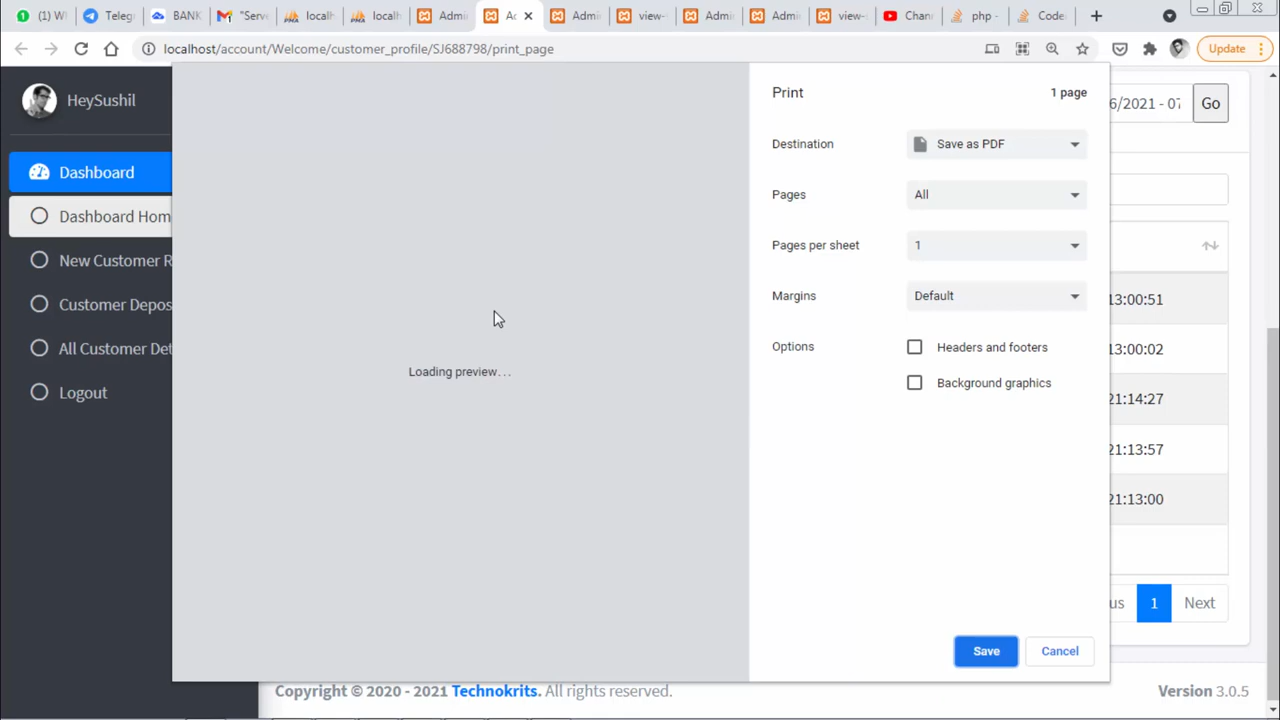 (1) WI
Telegr
BANK
"Serv
localh
localh
Admi
Ad
Admi
view-
Admi
Admi
view-
Chan
php -
Code
localhost/account/Welcome/customer_profile/SJ688798/print_page
Update
HeySushil
Dashboard
Dashboard Hom
New Customer R
Customer Depos
All Customer Det
Logout
Loading preview...
Print
1 page
Destination
Save as PDF
Pages
All
Pages per sheet
1
Margins
Default
Options
Headers and footers
Background graphics
Save
Cancel
6/2021 - 07
Go
13:00:51
13:00:02
21:14:27
21:13:57
21:13:00
us
1
Next
Copyright © 2020 - 2021 Technokrits. All rights reserved.
Version 3.0.5